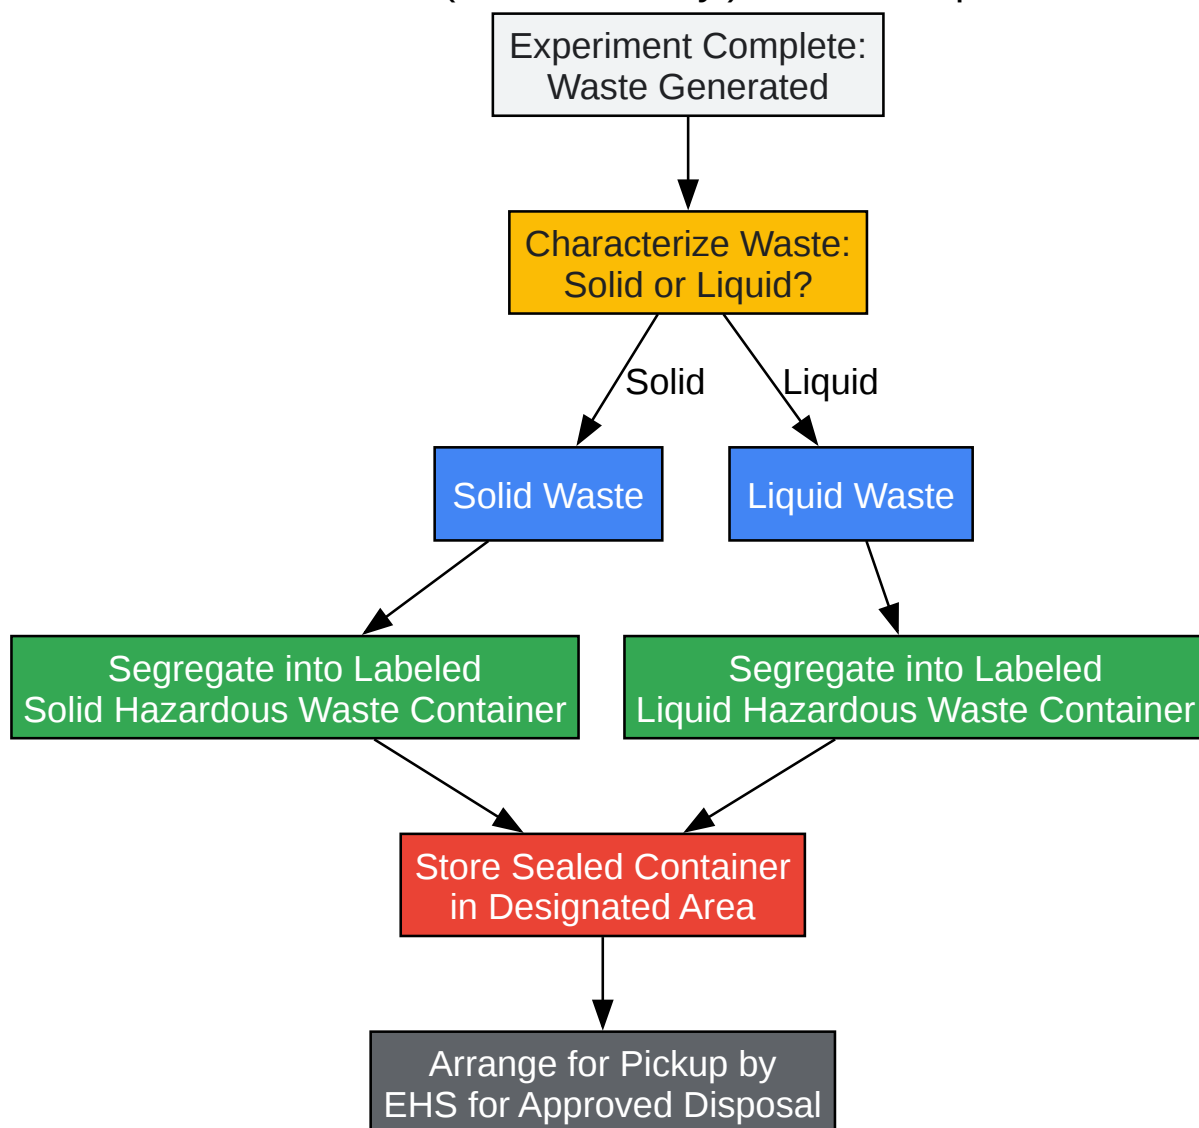 Experiment Complete:
Waste Generated
Characterize Waste:
Solid or Liquid?
Solid
Liquid
Solid Waste
Liquid Waste
Segregate into Labeled
Solid Hazardous Waste Container
Segregate into Labeled
Liquid Hazardous Waste Container
Store Sealed Container
in Designated Area
Arrange for Pickup by
EHS for Approved Disposal